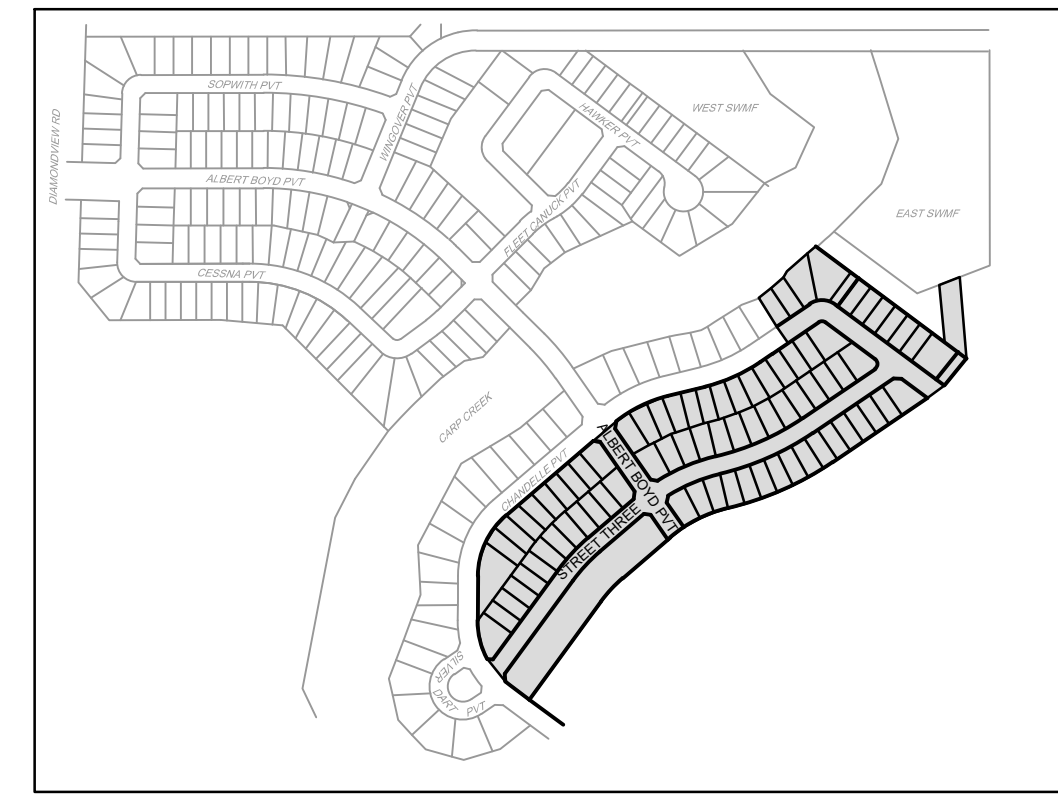 SOPWITH PVT
WINGOVER PVT
HAWKER PVT
WEST SWMF
DIAMONDVIEW RD
ALBERT BOYD PVT
FLEET CANUCK PVT
EAST SWMF
CESSNA PVT
CARP CREEK
CHANDELLE PVT
ALBERT BOYD PVT
STREET THREE
SILVER
DART
PVT